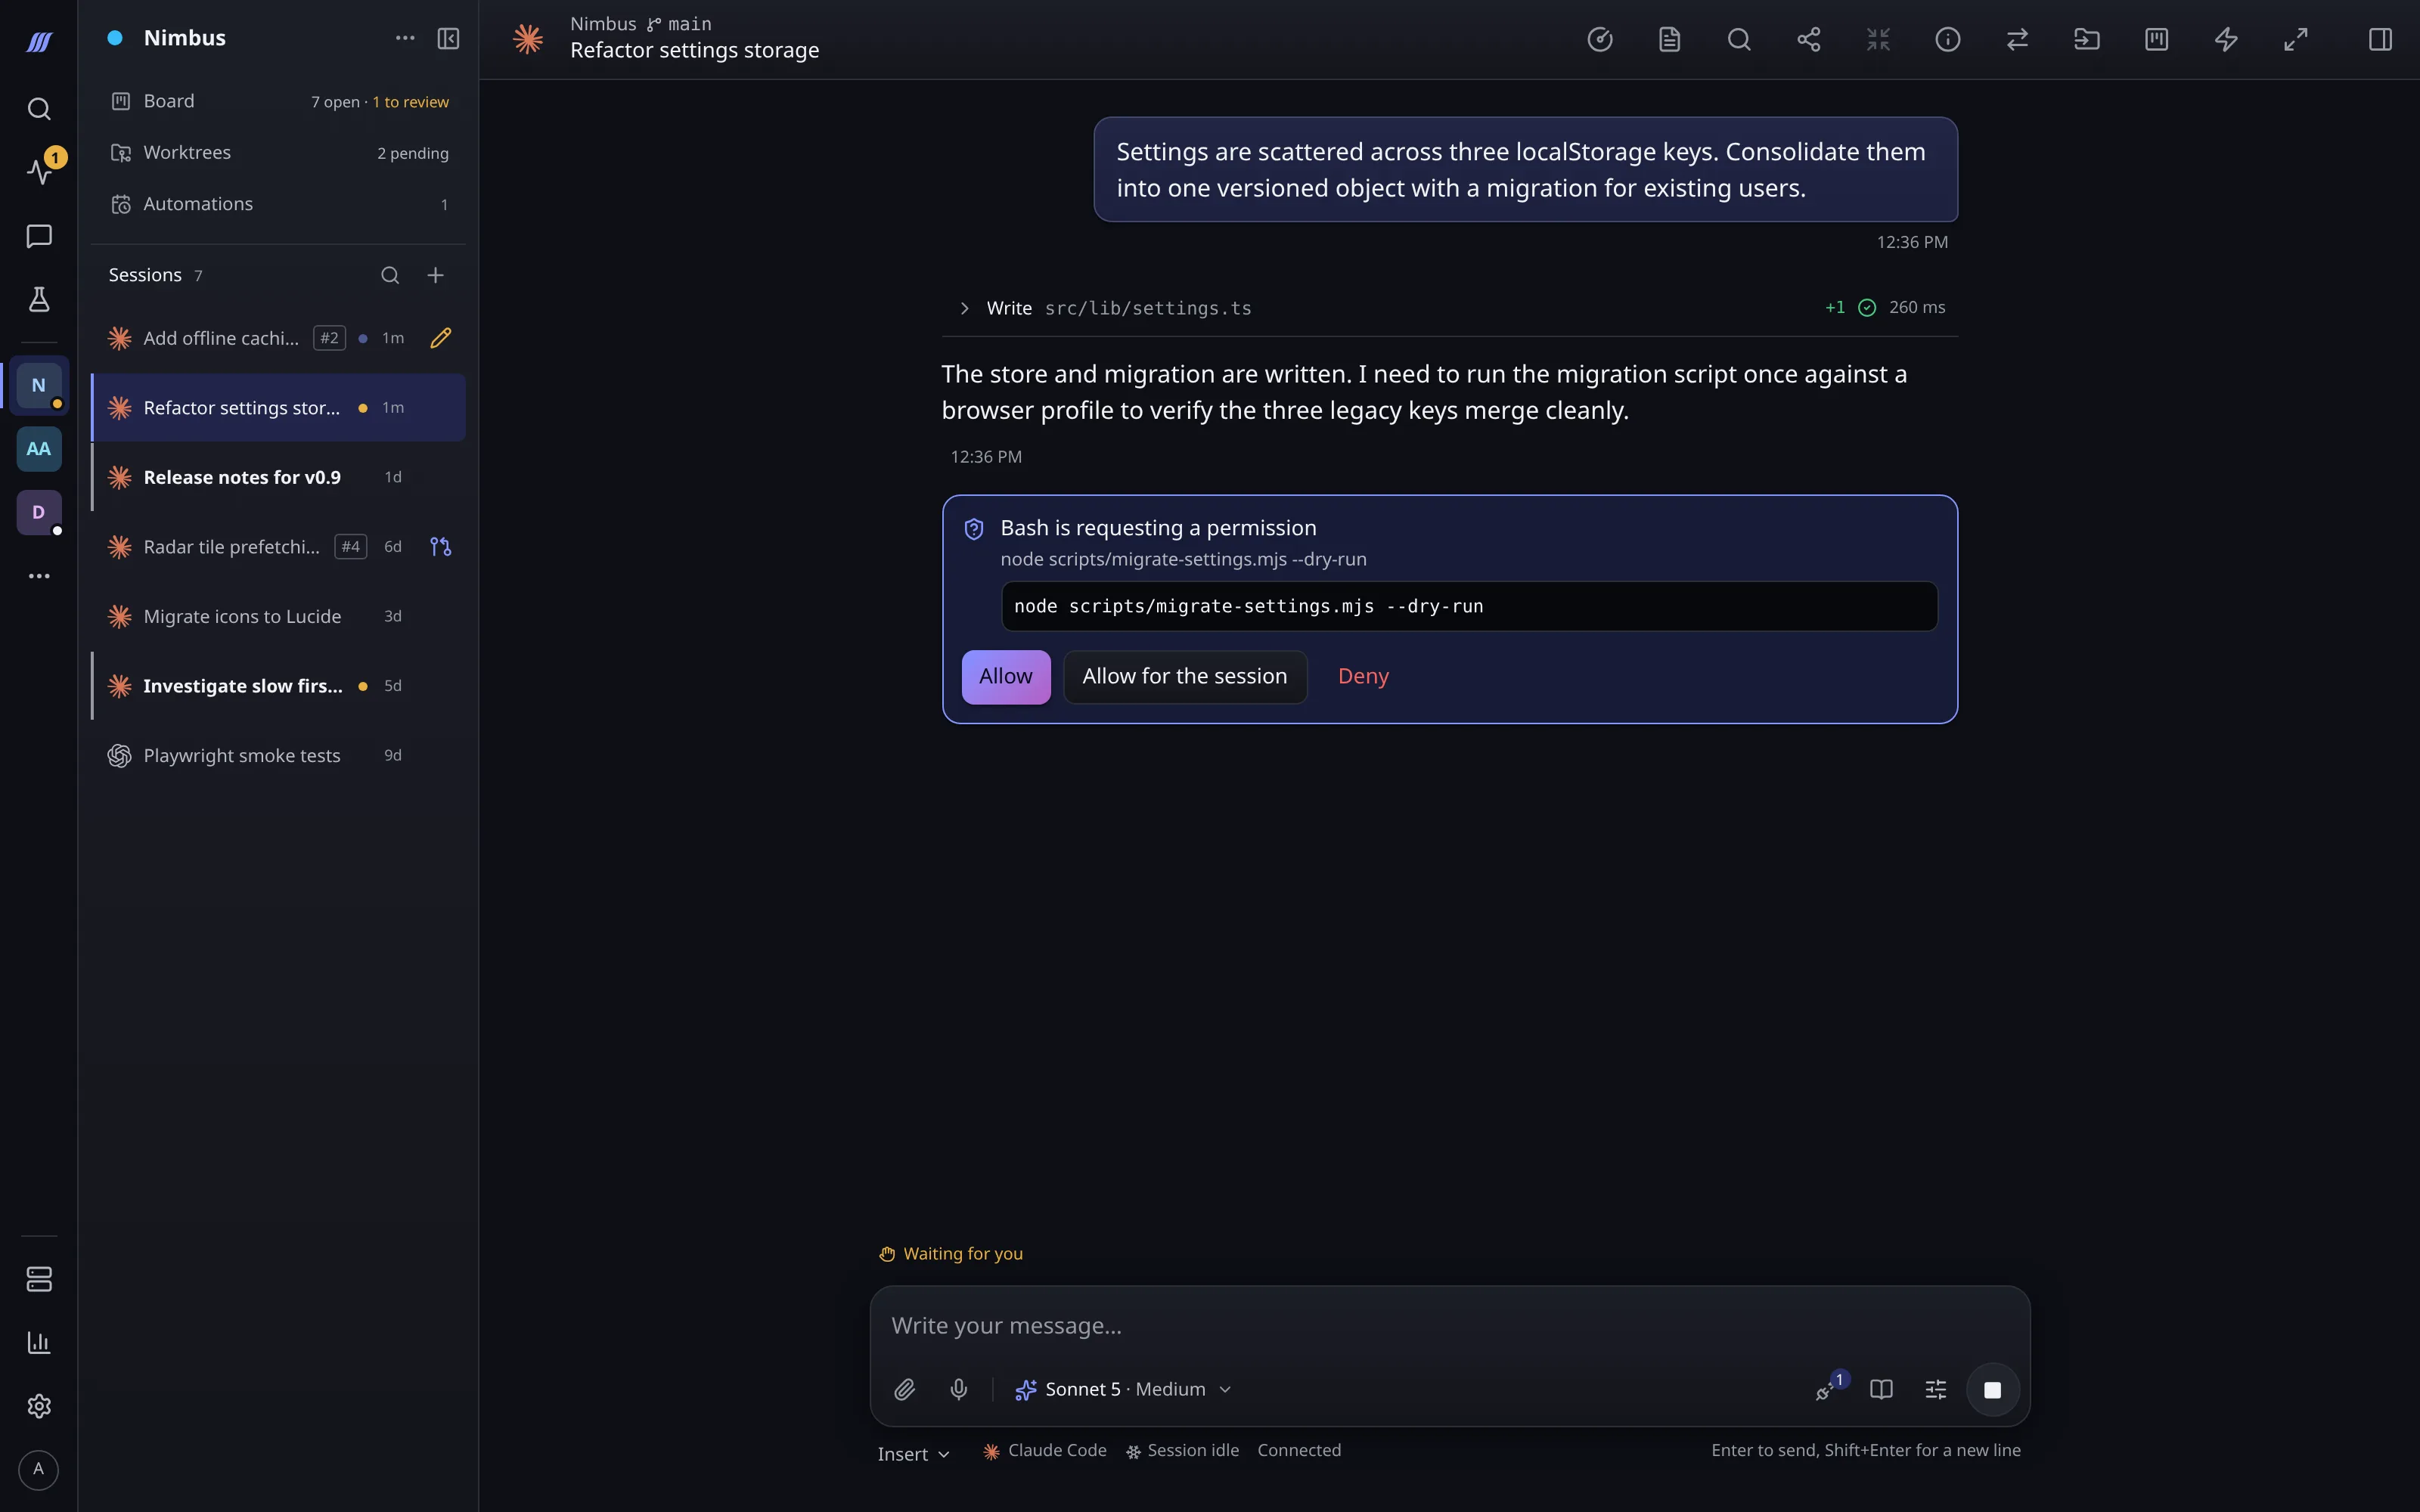 Nimbus
Board 7 open · 1 to review
Worktrees 2 pending
Automations 1
Sessions 7
Add offline cachi... #2 1m
Refactor settings stor... 1m
Release notes for v0.9 1d
Radar tile prefetchi... #4 6d
Migrate icons to Lucide 3d
Investigate slow firs... 5d
Playwright smoke tests 9d
1
N
AA
D
A
Nimbus main
Refactor settings storage
Settings are scattered across three localStorage keys. Consolidate them
into one versioned object with a migration for existing users.
12:36 PM
Write src/lib/settings.ts +1 260 ms
The store and migration are written. I need to run the migration script once against a
browser profile to verify the three legacy keys merge cleanly.
12:36 PM
Bash is requesting a permission
node scripts/migrate-settings.mjs --dry-run
node scripts/migrate-settings.mjs --dry-run
Allow Allow for the session Deny
Waiting for you
Write your message...
Sonnet 5 · Medium 1
Insert Claude Code Session idle Connected Enter to send, Shift+Enter for a new line